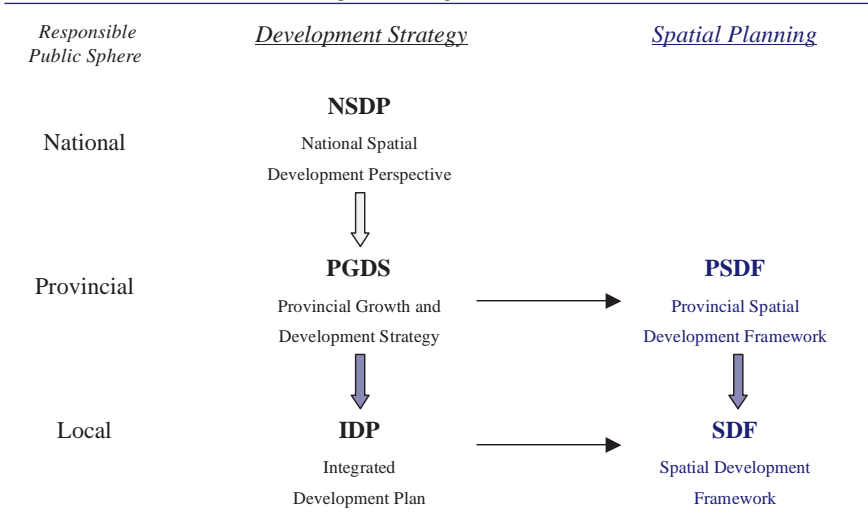 Responsible
Public Sphere
Development Strategy
Spatial Planning
National
NSDP
National Spatial
Development Perspective
Provincial
PGDS
Provincial Growth and
Development Strategy
PSDF
Provincial Spatial
Development Framework
Local
IDP
Integrated
Development Plan
SDF
Spatial Development
Framework